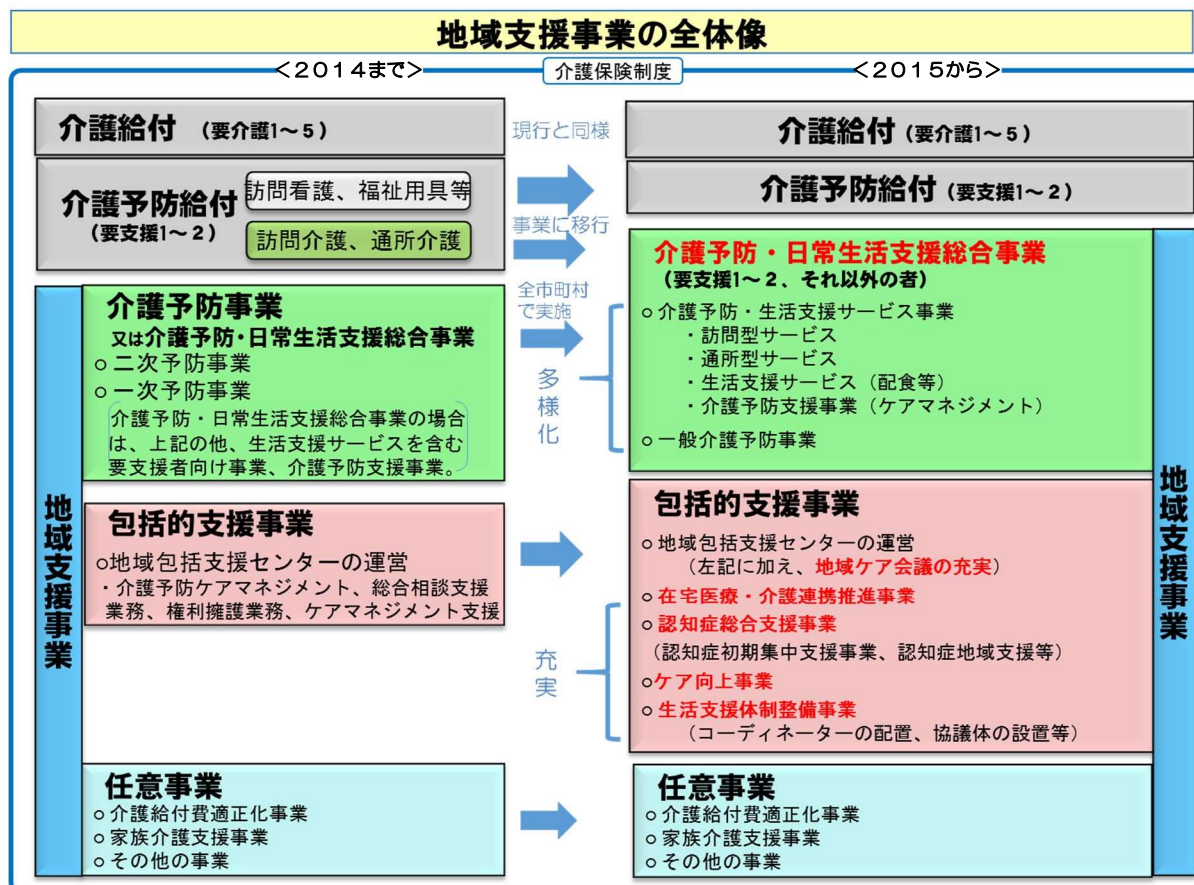 地域支援事業の全体像
<2014まで>
介護保険制度
<2015から>
介護給付 (要介護1~5)
介護予防給付
(要支援1~2)
訪問看護、福祉用具等
訪問介護、通所介護
地域支援事業
介護予防事業
又は介護予防・日常生活支援総合事業
○二次予防事業
○一次予防事業
介護予防・日常生活支援総合事業の場合
は、上記の他、生活支援サービスを含む
要支援者向け事業、介護予防支援事業。
包括的支援事業
○地域包括支援センターの運営
・介護予防ケアマネジメント、総合相談支援
業務、権利擁護業務、ケアマネジメント支援
任意事業
○介護給付費適正化事業
○家族介護支援事業
○その他の事業
現行と同様
事業に移行
全市町村
で実施
多様化
充実
介護給付 (要介護1~5)
介護予防給付 (要支援1~2)
介護予防・日常生活支援総合事業
(要支援1~2、それ以外の者)
○介護予防・生活支援サービス事業
・訪問型サービス
・通所型サービス
・生活支援サービス(配食等)
・介護予防支援事業(ケアマネジメント)
○一般介護予防事業
包括的支援事業
○地域包括支援センターの運営
(左記に加え、地域ケア会議の充実)
○在宅医療・介護連携推進事業
○認知症総合支援事業
(認知症初期集中支援事業、認知症地域支援等)
○ケア向上事業
○生活支援体制整備事業
(コーディネーターの配置、協議体の設置等)
任意事業
○介護給付費適正化事業
○家族介護支援事業
○その他の事業
地域支援事業